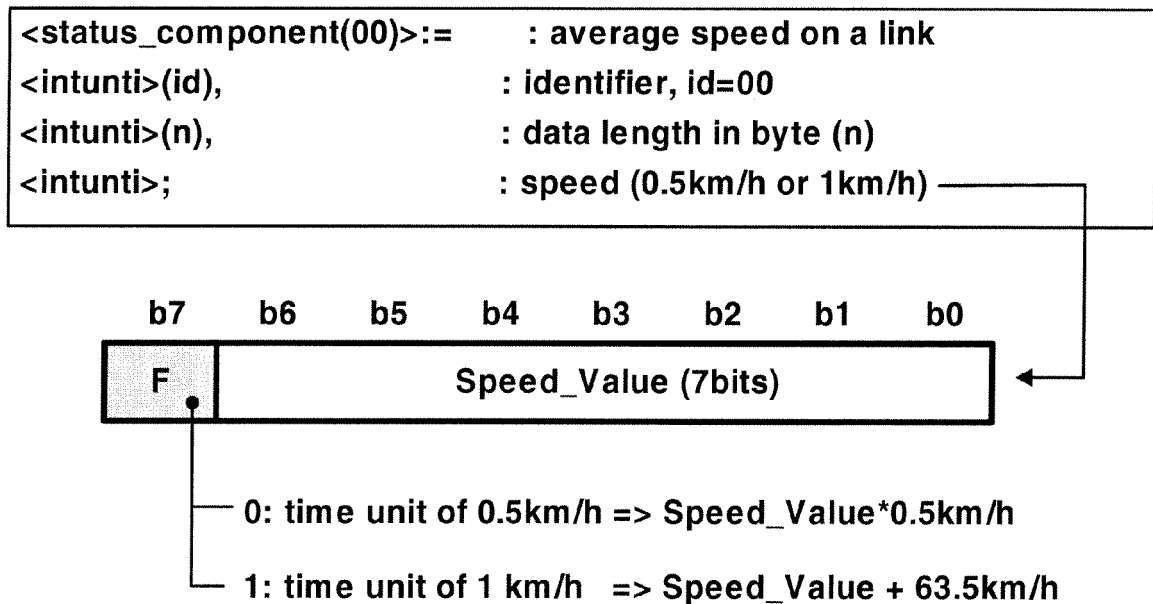 <status_component(00)>:= : average speed on a link
<intunti>(id), : identifier, id=00
<intunti>(n), : data length in byte (n)
<intunti>; : speed (0.5km/h or 1km/h)
b7 b6 b5 b4 b3 b2 b1 b0
F Speed_Value (7bits)
0: time unit of 0.5km/h => Speed_Value*0.5km/h
1: time unit of 1 km/h => Speed_Value + 63.5km/h